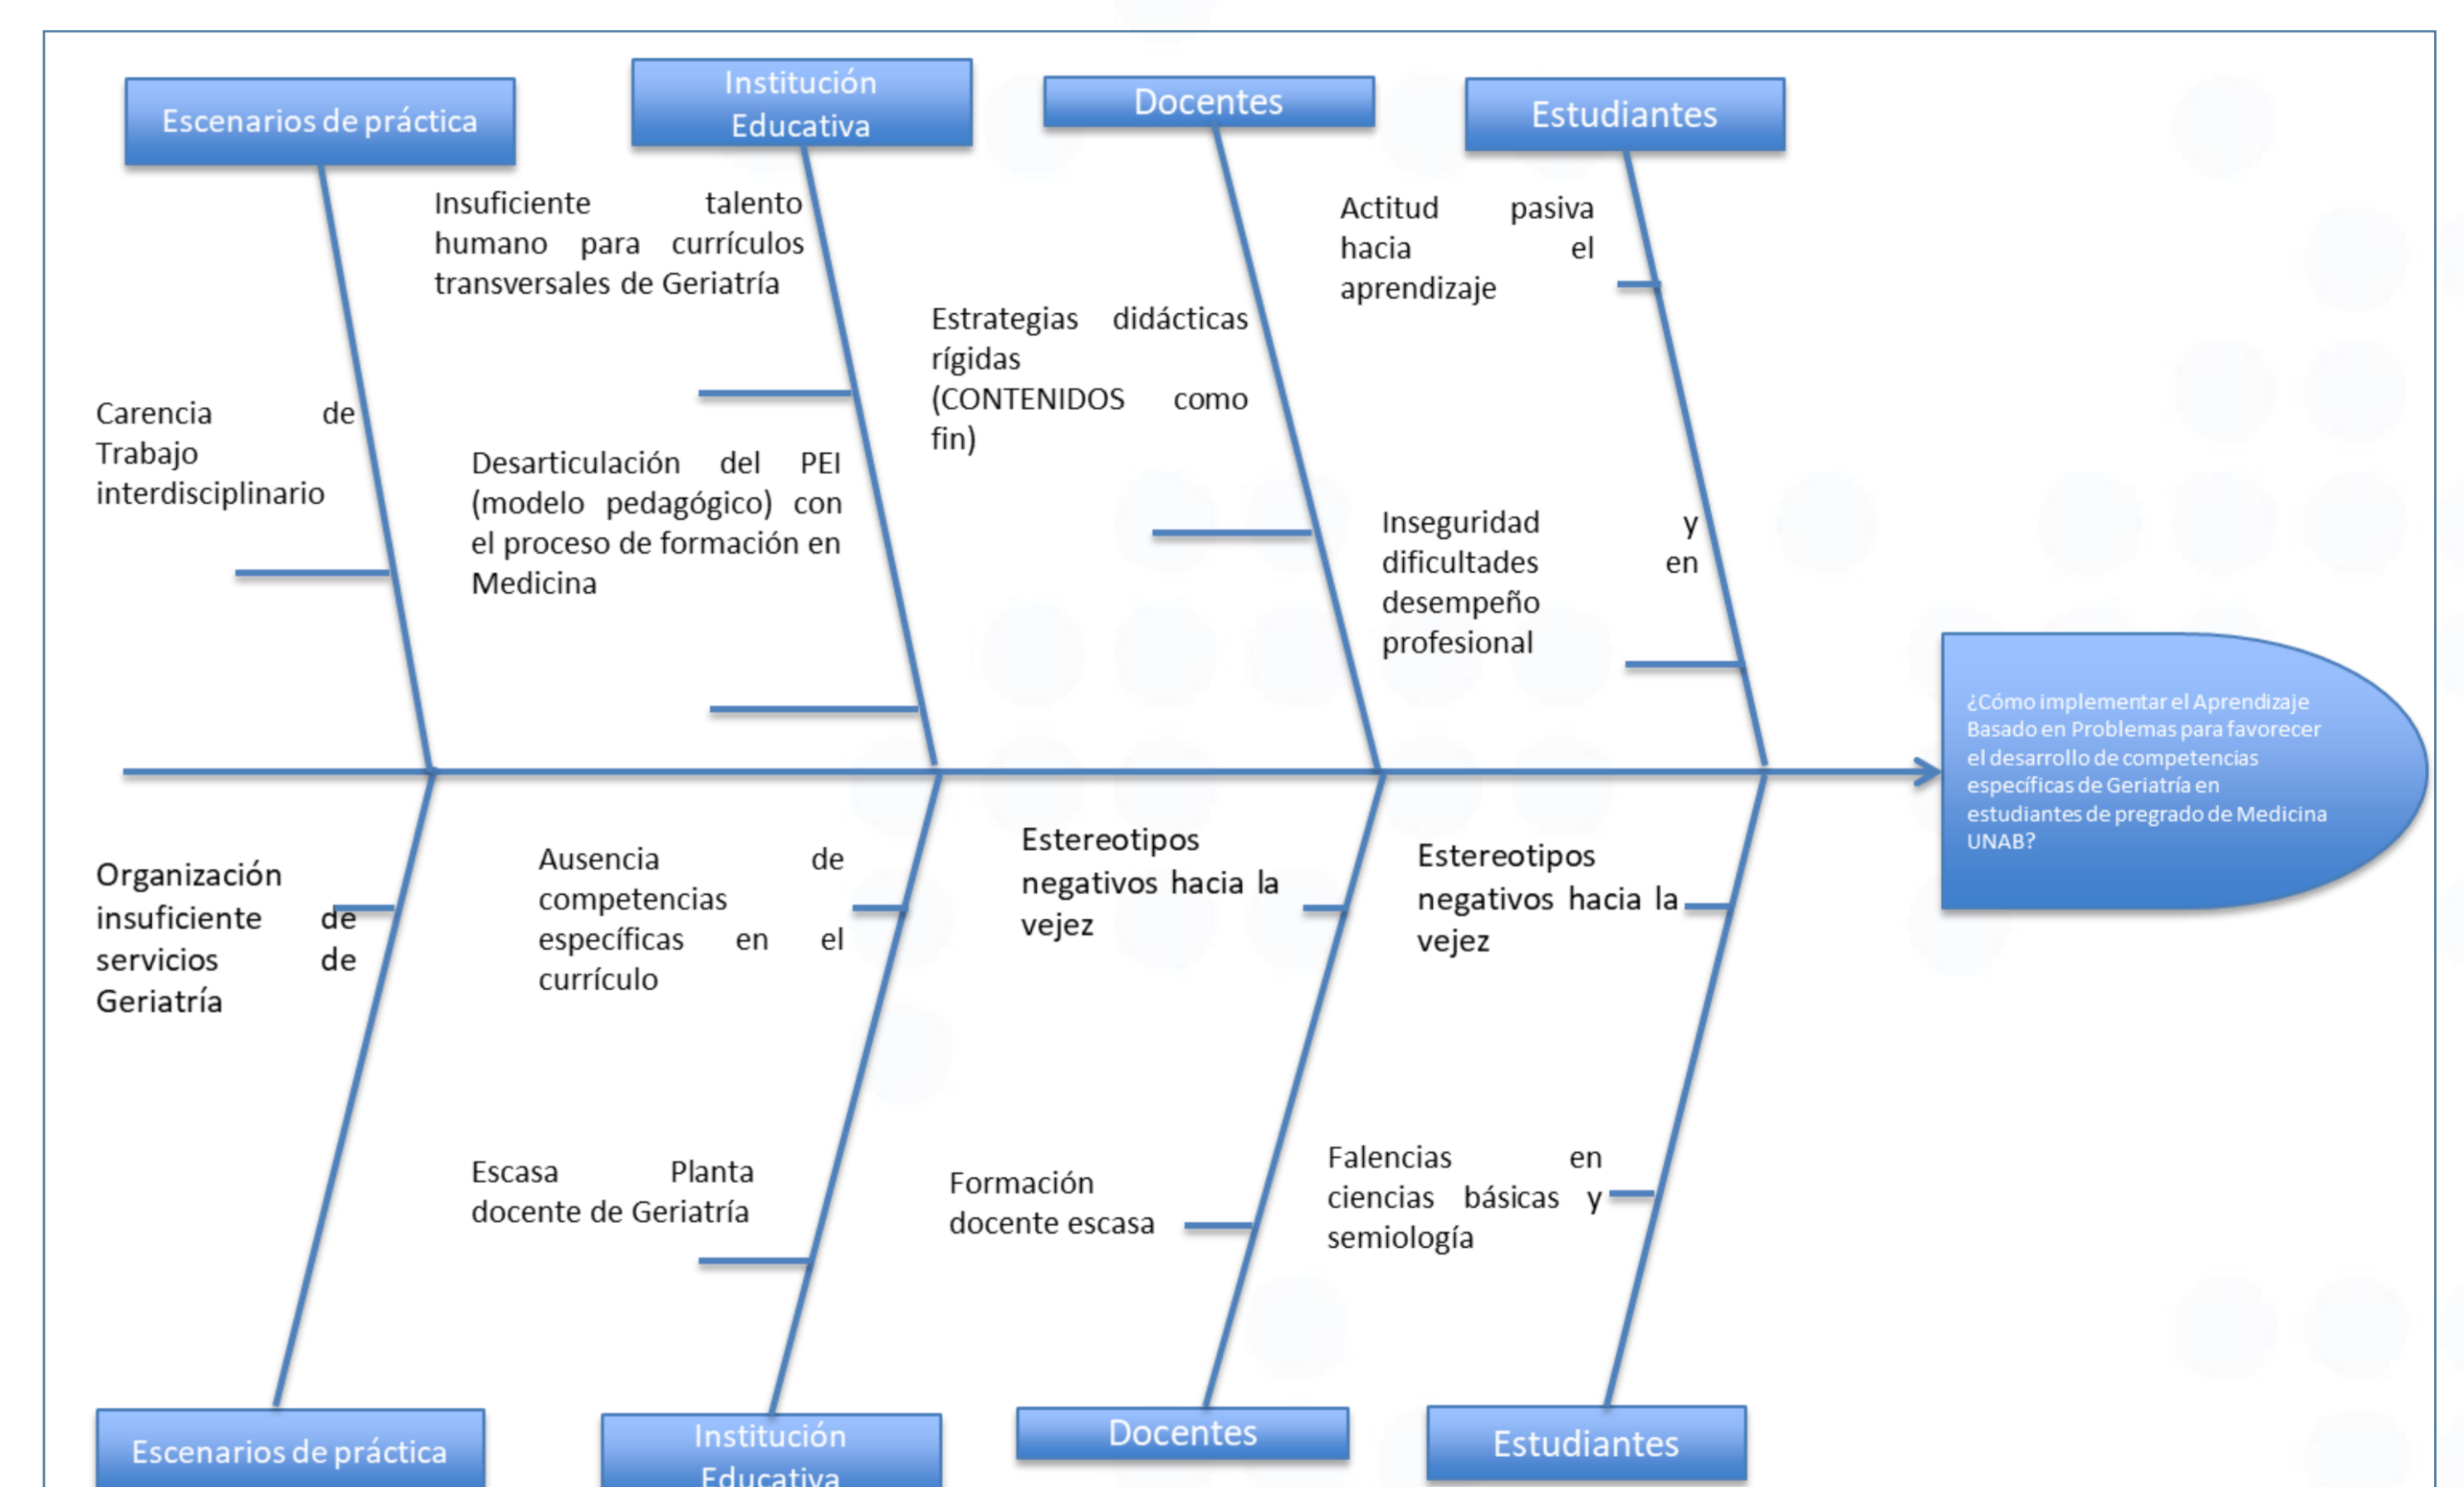 Escenarios de práctica
Institución
Educativa
Docentes
Estudiantes
Carencia de
Trabajo
interdisciplinario
Insuficiente talento
humano para currículos
transversales de Geriatría
Desarticulación del PEI
(modelo pedagógico) con
el proceso de formación en
Medicina
Estrategias didácticas
rígidas
(CONTENIDOS como
fin)
Actitud pasiva
hacia el
aprendizaje
Inseguridad y
dificultades en
desempeño
profesional
¿Cómo implementar el Aprendizaje
Basado en Problemas para favorecer
el desarrollo de competencias
específicas de Geriatría en
estudiantes de pregrado de Medicina
UNAB?
Organización
insuficiente de
servicios de
Geriatría
Ausencia de
competencias
específicas en el
currículo
Escasa Planta
docente de Geriatría
Estereotipos
negativos hacia la
vejez
Formación
docente escasa
Estereotipos
negativos hacia la
vejez
Falencias en
ciencias básicas y
semiología
Escenarios de práctica
Institución
Educativa
Docentes
Estudiantes